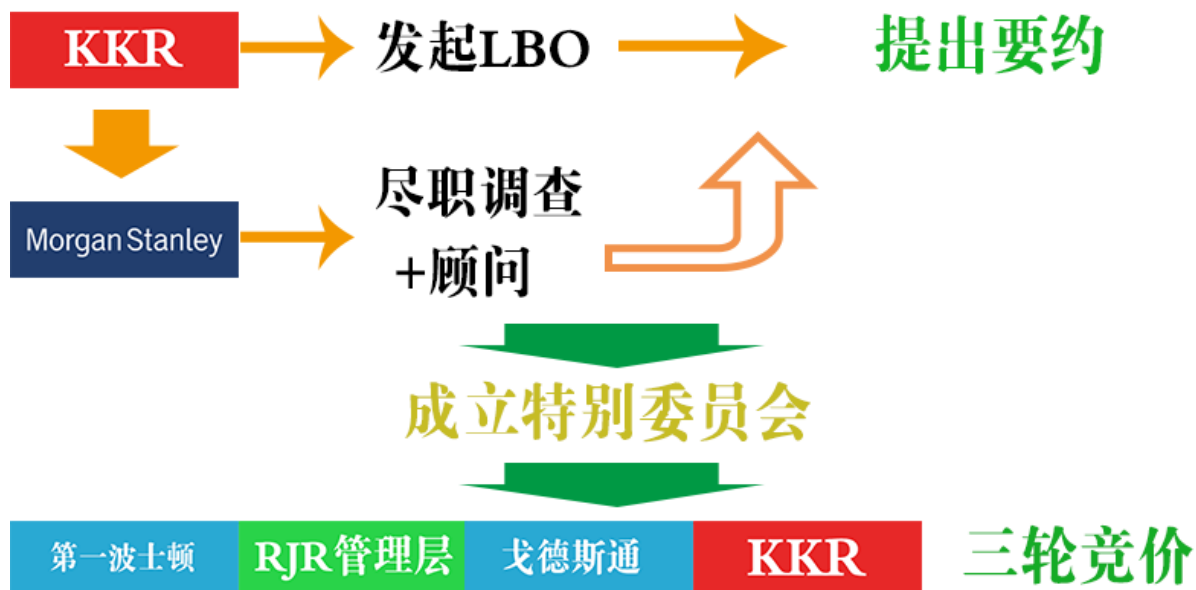 KKR
发起LBO
提出要约
Morgan Stanley
尽职调查
+顾问
成立特别委员会
第一波士顿
RJR管理层
戈德斯通
KKR
三轮竞价